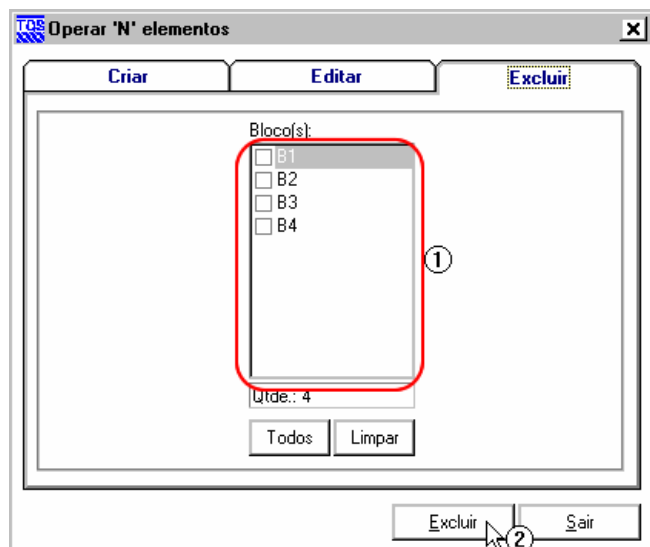 TQS Operar 'N' elementos
Criar Editar Excluir
Bloco(s):
B1
B2
B3
B4
1
Qtde.: 4
Todos Limpar
Excluir Sair
2